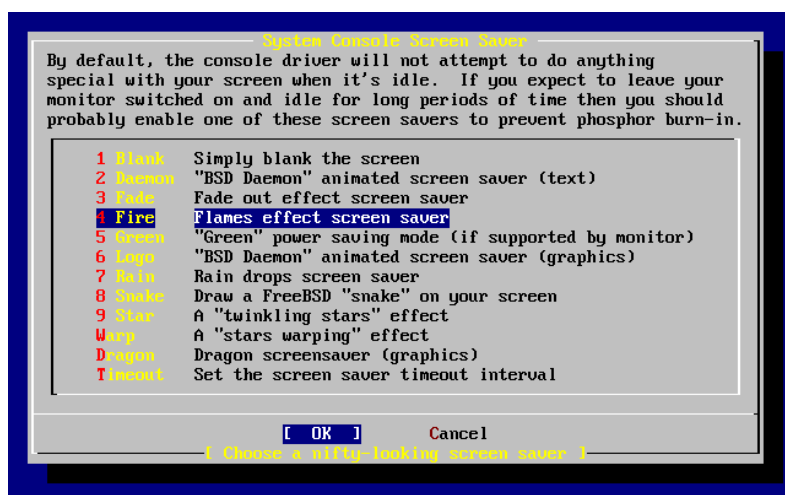 System Console Screen Saver
By default, the console driver will not attempt to do anything
special with your screen when it's idle.  If you expect to leave your
monitor switched on and idle for long periods of time then you should
probably enable one of these screen savers to prevent phosphor burn-in.
1 Blank   Simply blank the screen
2 Daemon  "BSD Daemon" animated screen saver (text)
3 Fade    Fade out effect screen saver
4 Fire    Flames effect screen saver
5 Green   "Green" power saving mode (if supported by monitor)
6 Logo    "BSD Daemon" animated screen saver (graphics)
7 Rain    Rain drops screen saver
8 Snake   Draw a FreeBSD "snake" on your screen
9 Star    A "twinkling stars" effect
Warp      A "stars warping" effect
Dragon    Dragon screensaver (graphics)
Timeout   Set the screen saver timeout interval
[  OK  ]       Cancel
[ Choose a nifty-looking screen saver ]